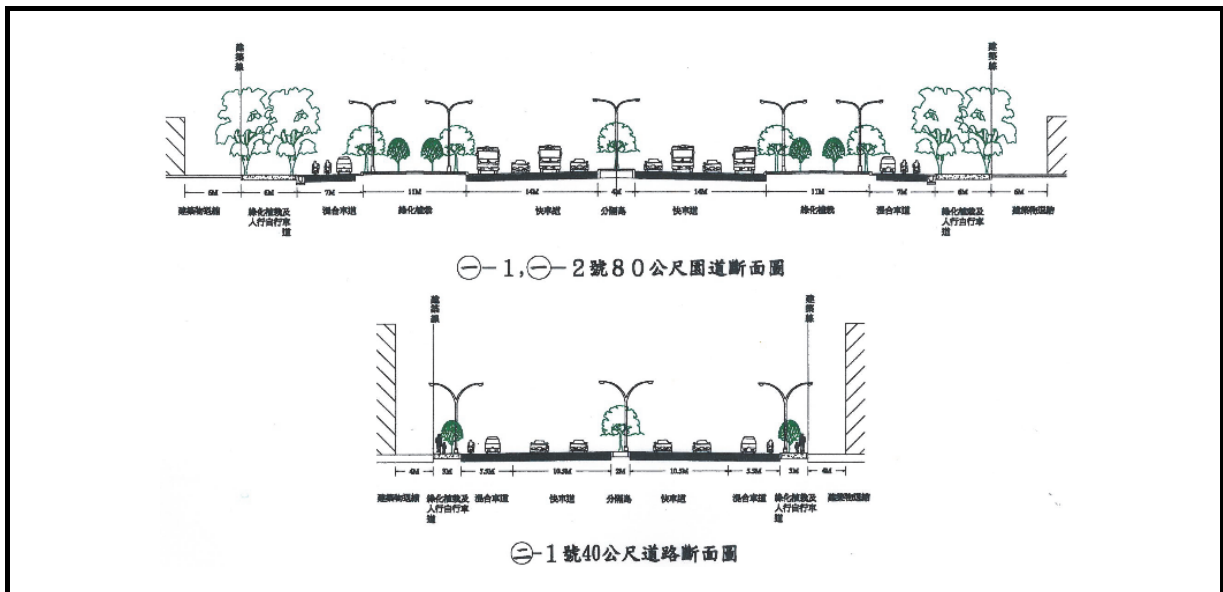 建築線
建築線
6M 6M 7M 11M 14M 4M 14M 11M 7M 6M 6M
建築物退縮 綠化植栽及人行自行車道 混合車道 綠化植栽 快車道 分隔島 快車道 綠化植栽 混合車道 綠化植栽及人行自行車道 建築物退縮
㊀-1,㊀-2號80公尺園道斷面圖
建築線
建築線
4M 3M 5.5M 10.5M 2M 10.5M 5.5M 3M 4M
建築物退縮 綠化植栽及人行自行車道 混合車道 快車道 分隔島 快車道 混合車道 綠化植栽及人行自行車道 建築物退縮
㊁-1號40公尺道路斷面圖